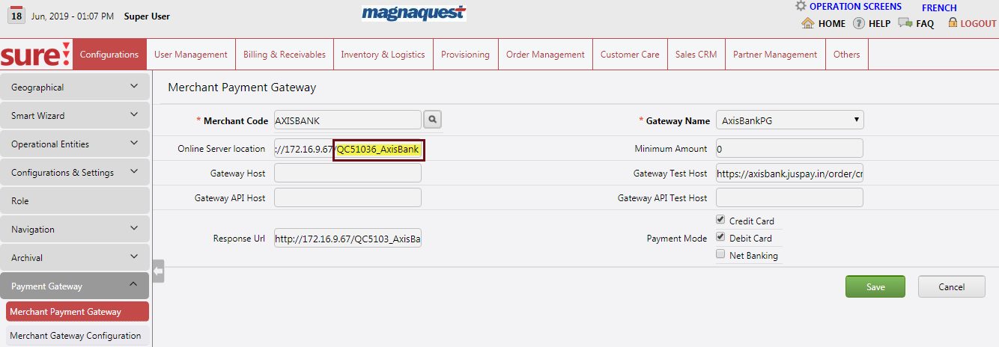 18 Jun, 2019 - 01:07 PM Super User
magnaquest
OPERATION SCREENS FRENCH
HOME HELP FAQ LOGOUT
sure!
Configurations User Management Billing & Receivables Inventory & Logistics Provisioning Order Management Customer Care Sales CRM Partner Management Others
Geographical
Smart Wizard
Operational Entities
Configurations & Settings
Role
Navigation
Archival
Payment Gateway
Merchant Payment Gateway
Merchant Gateway Configuration
Merchant Payment Gateway
* Merchant Code AXISBANK * Gateway Name AxisBankPG
Online Server location ://172.16.9.67/QC51036_AxisBank Minimum Amount 0
Gateway Host Gateway Test Host https://axisbank.juspay.in/order/cr
Gateway API Host Gateway API Test Host
Response Url http://172.16.9.67/QC5103_AxisBa Payment Mode
Credit Card
Debit Card
Net Banking
Save Cancel